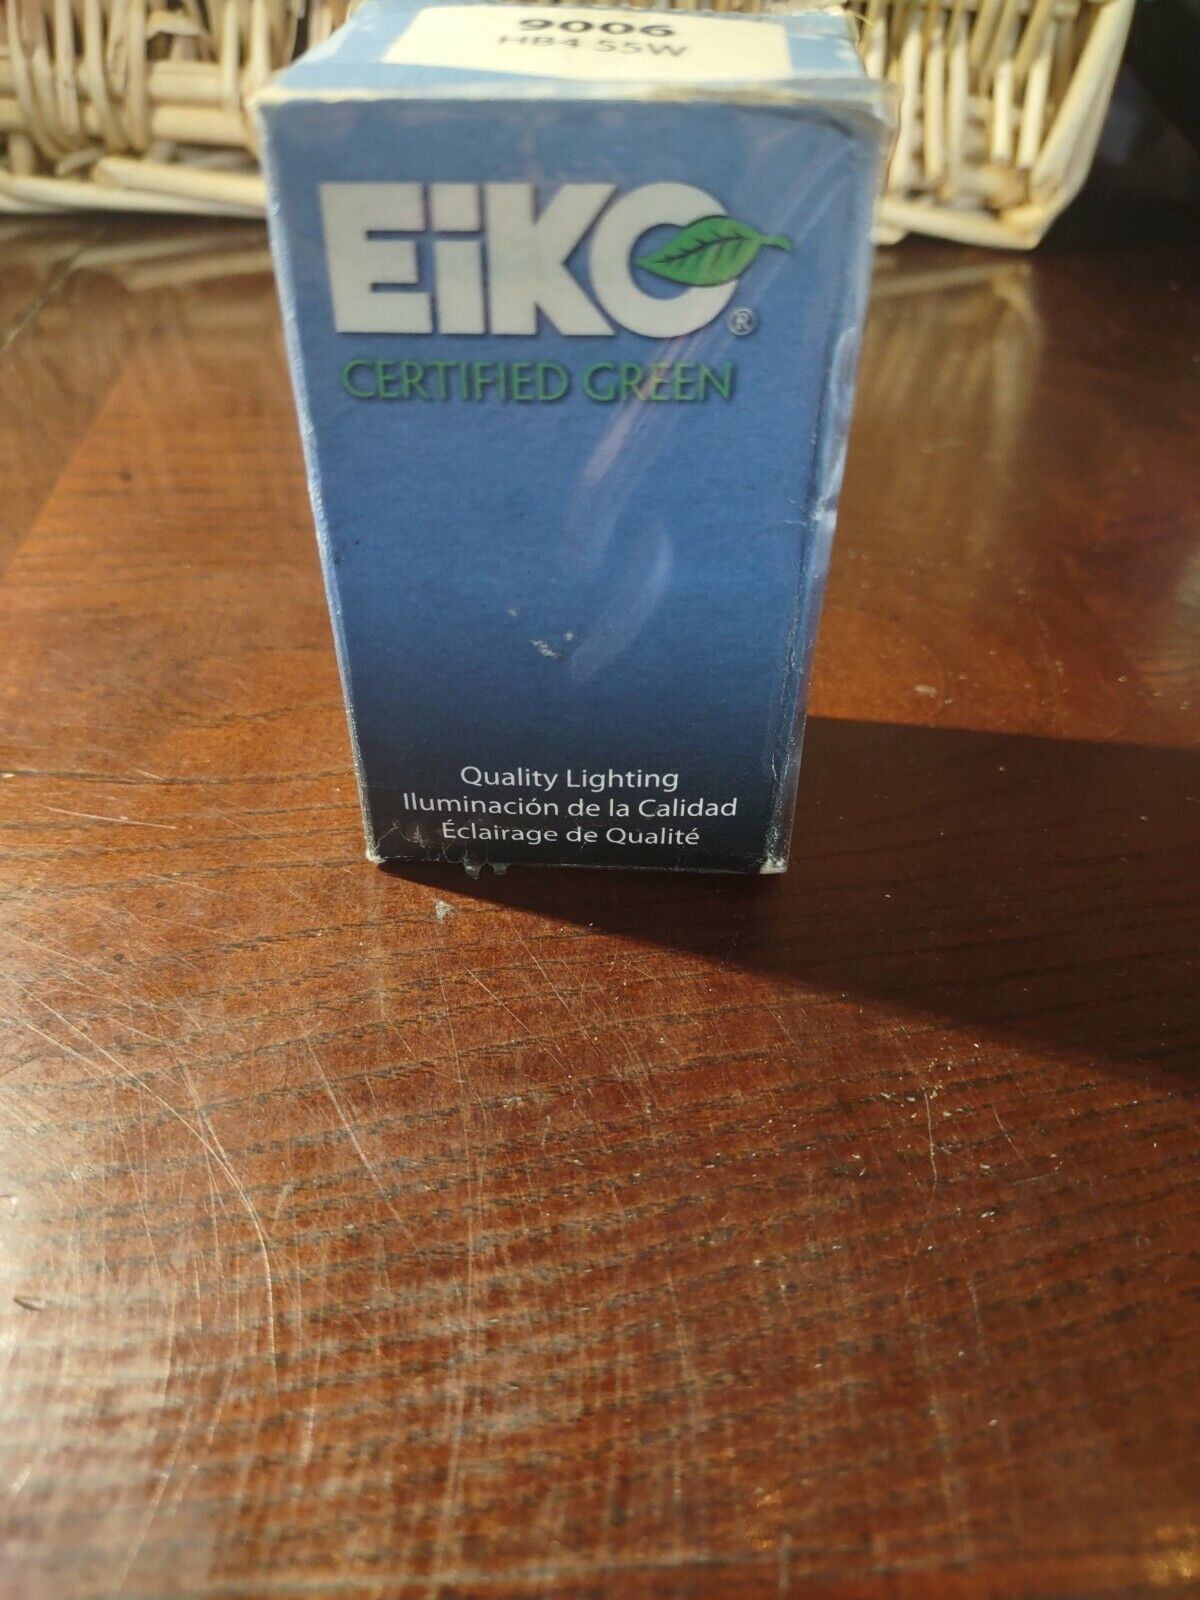 9006
HB4 55W
EiKO®
CERTIFIED GREEN
Quality Lighting
Iluminación de la Calidad
Éclairage de Qualité